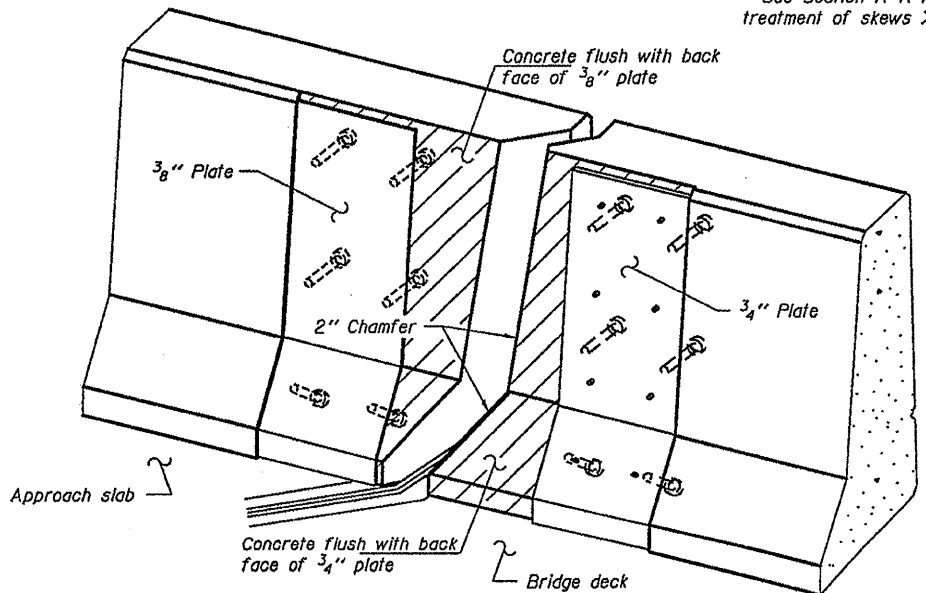 treatment of skews
Concrete flush with back
face of 3/8" plate
3/8" Plate
3/4" Plate
2" Chamfer
Approach slab
Concrete flush with back
face of 3/4" plate
Bridge deck